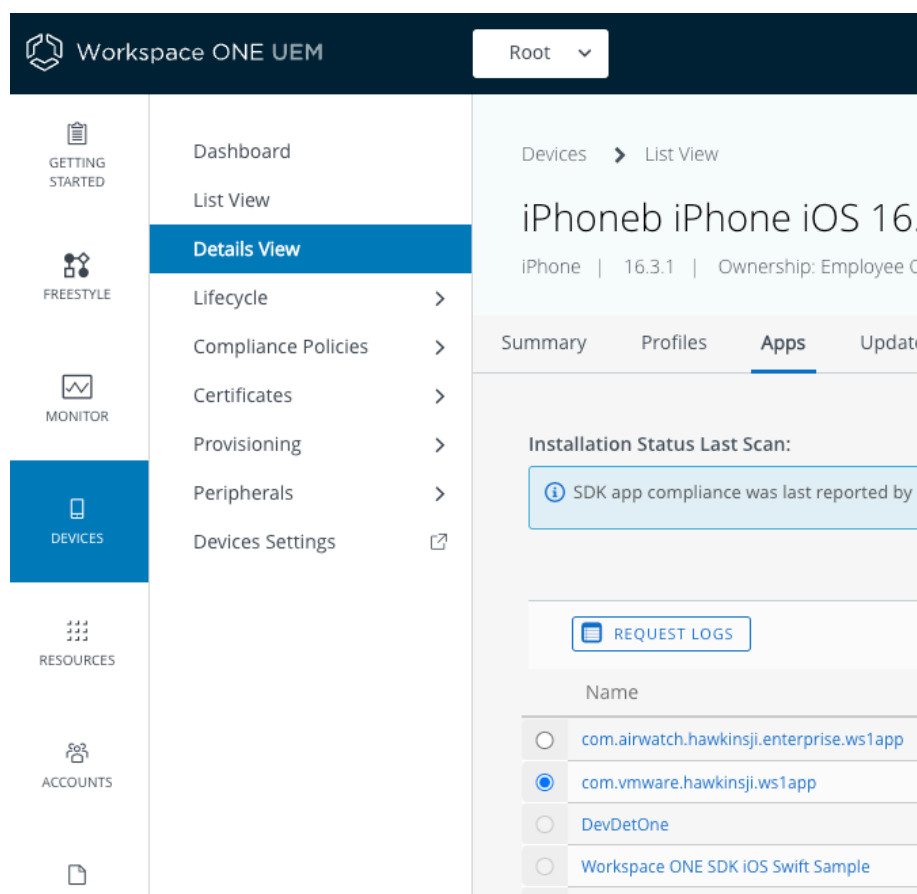 Workspace ONE UEM
Root
GETTING
STARTED
FREESTYLE
MONITOR
DEVICES
RESOURCES
ACCOUNTS
Dashboard
List View
Details View
Lifecycle
Compliance Policies
Certificates
Provisioning
Peripherals
Devices Settings
Devices > List View
iPhoneb iPhone iOS 16.
iPhone | 16.3.1 | Ownership: Employee
Summary Profiles Apps Update
Installation Status Last Scan:
SDK app compliance was last reported by
REQUEST LOGS
Name
com.airwatch.hawkinsji.enterprise.ws1app
com.vmware.hawkinsji.ws1app
DevDetOne
Workspace ONE SDK iOS Swift Sample